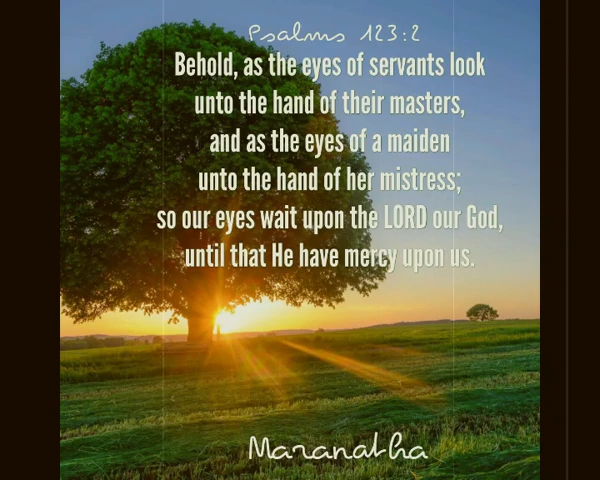 Psalms 123:2
Behold, as the eyes of servants look
unto the hand of their masters,
and as the eyes of a maiden
unto the hand of her mistress;
so our eyes wait upon the LORD our God,
until that He have mercy upon us.
Maranatha